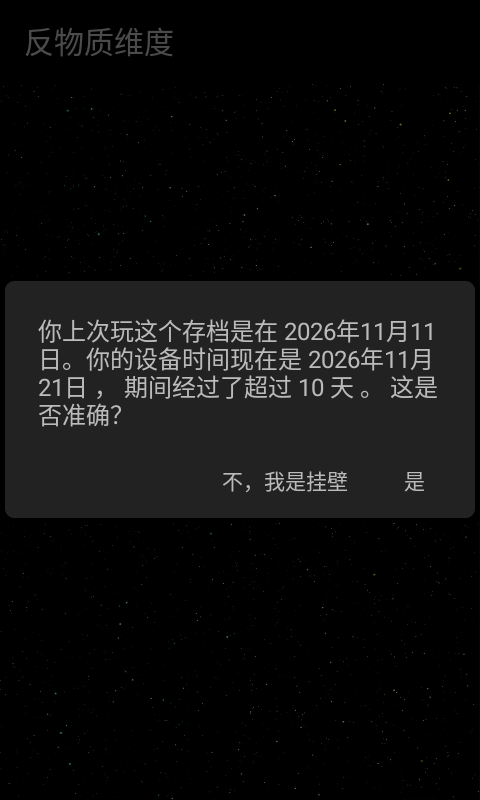 反物质维度
你上次玩这个存档是在 2026年11月11
日。你的设备时间现在是 2026年11月
21日 ， 期间经过了超过 10 天 。 这是
否准确？
不，我是挂壁 是